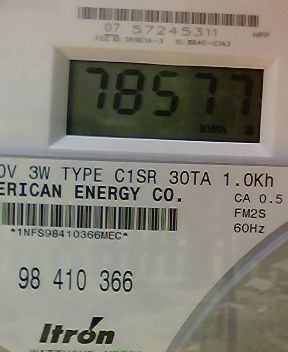 07 57245311
78577
kWh
0V 3W TYPE C1SR 30TA 1.0Kh
ERICAN ENERGY CO.
CA 0.5
FM2S
60Hz
*1NFS98410366MEC*
98 410 366
Itrón